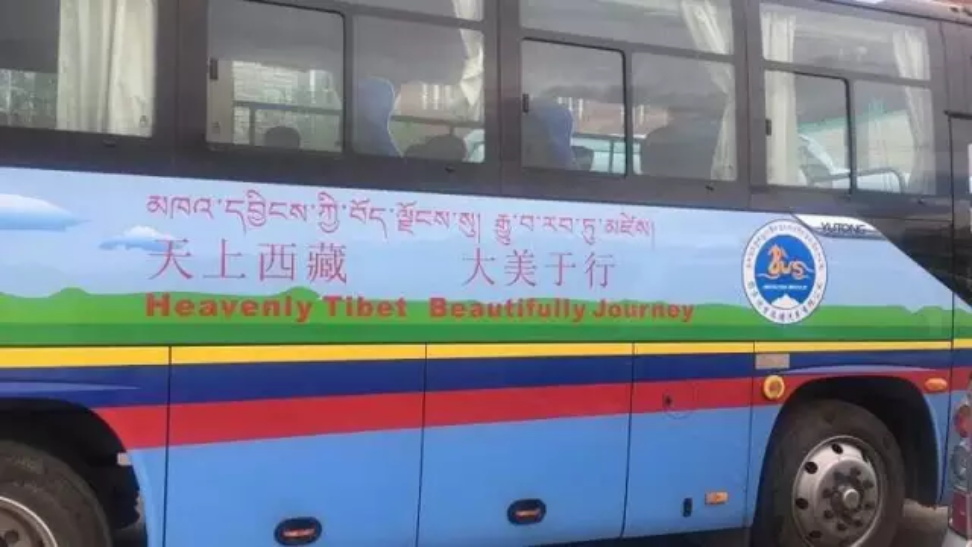 མཁའ་དབྱིངས་ཀྱི་བོད་ལྗོངས་སུ། རྒྱུ་བ་རབ་ཏུ་མཛེས།
天上西藏 大美于行
Heavenly Tibet Beautifully Journey
YUTONG
BUS